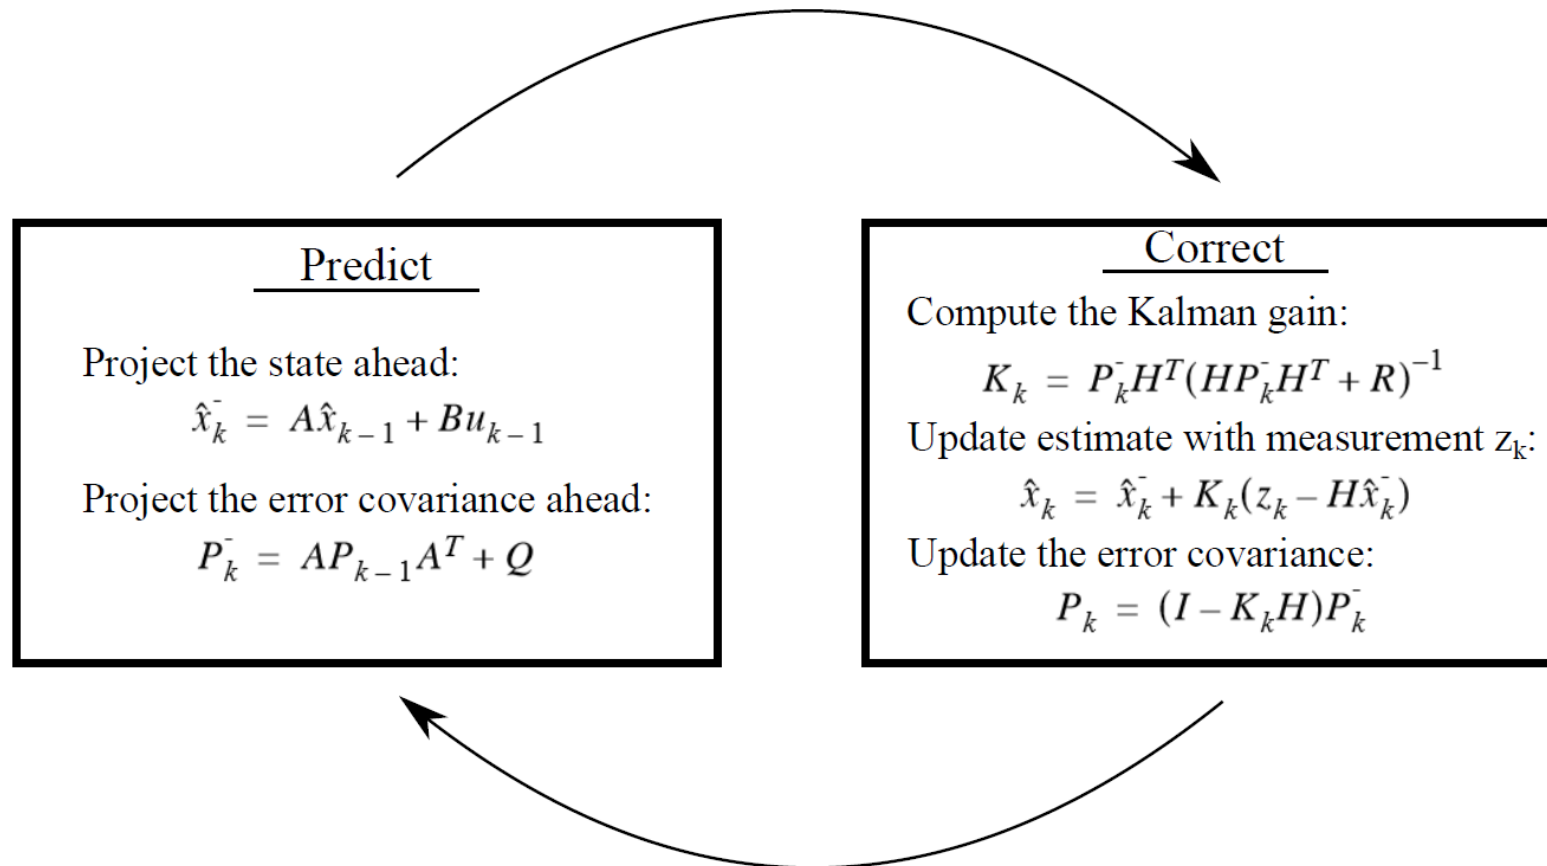 Predict
Project the state ahead:
x̂⁻ₖ = Ax̂ₖ₋₁ + Buₖ₋₁
Project the error covariance ahead:
P⁻ₖ = APₖ₋₁Aᵀ + Q
Correct
Compute the Kalman gain:
Kₖ = P⁻ₖHᵀ(HP⁻ₖHᵀ + R)⁻¹
Update estimate with measurement zₖ:
x̂ₖ = x̂⁻ₖ + Kₖ(zₖ – Hx̂⁻ₖ)
Update the error covariance:
Pₖ = (I – KₖH)P⁻ₖ